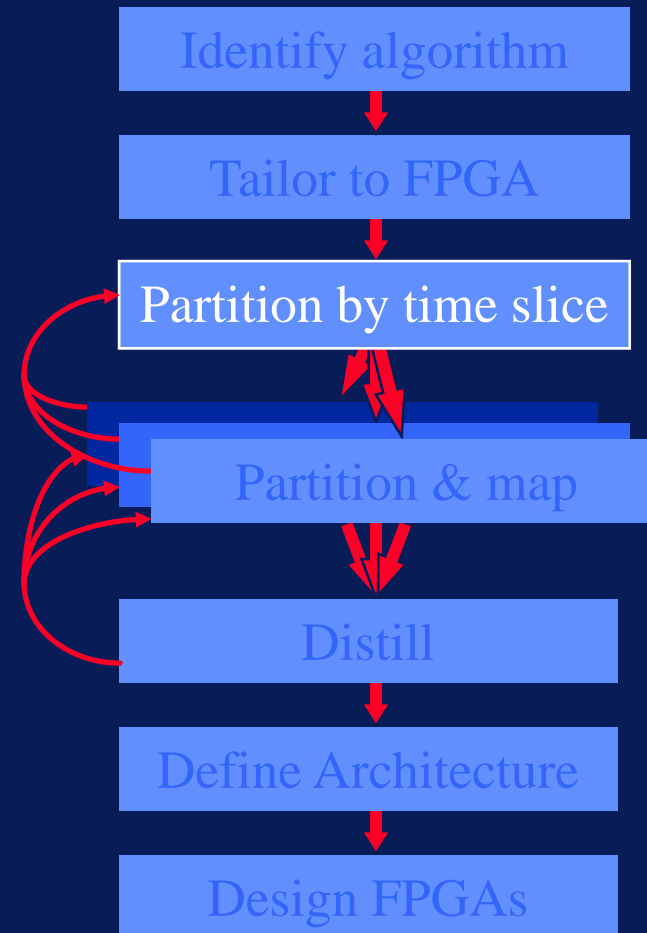 Identify algorithm
Tailor to FPGA
Partition by time slice
Partition & map
Distill
Define Architecture
Design FPGAs